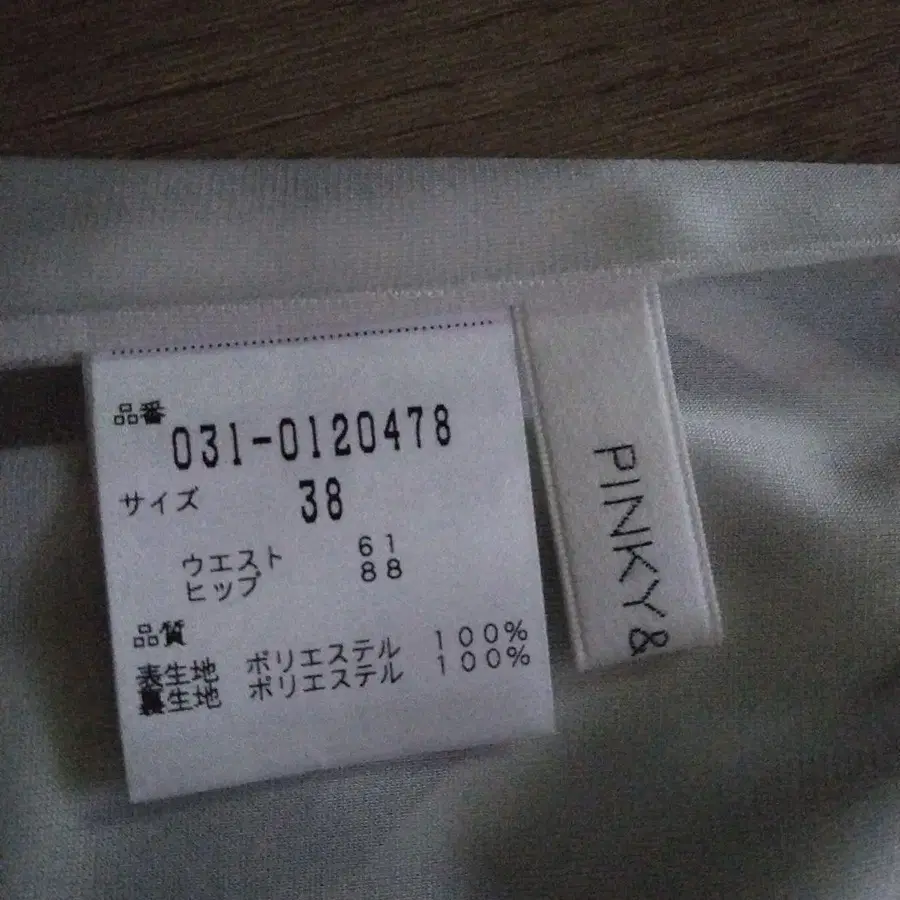 品番
031-0120478
サイズ 38
ウエスト 61
ヒップ 88
品質
表生地 ポリエステル 100%
裏生地 ポリエステル 100%
PINKY&